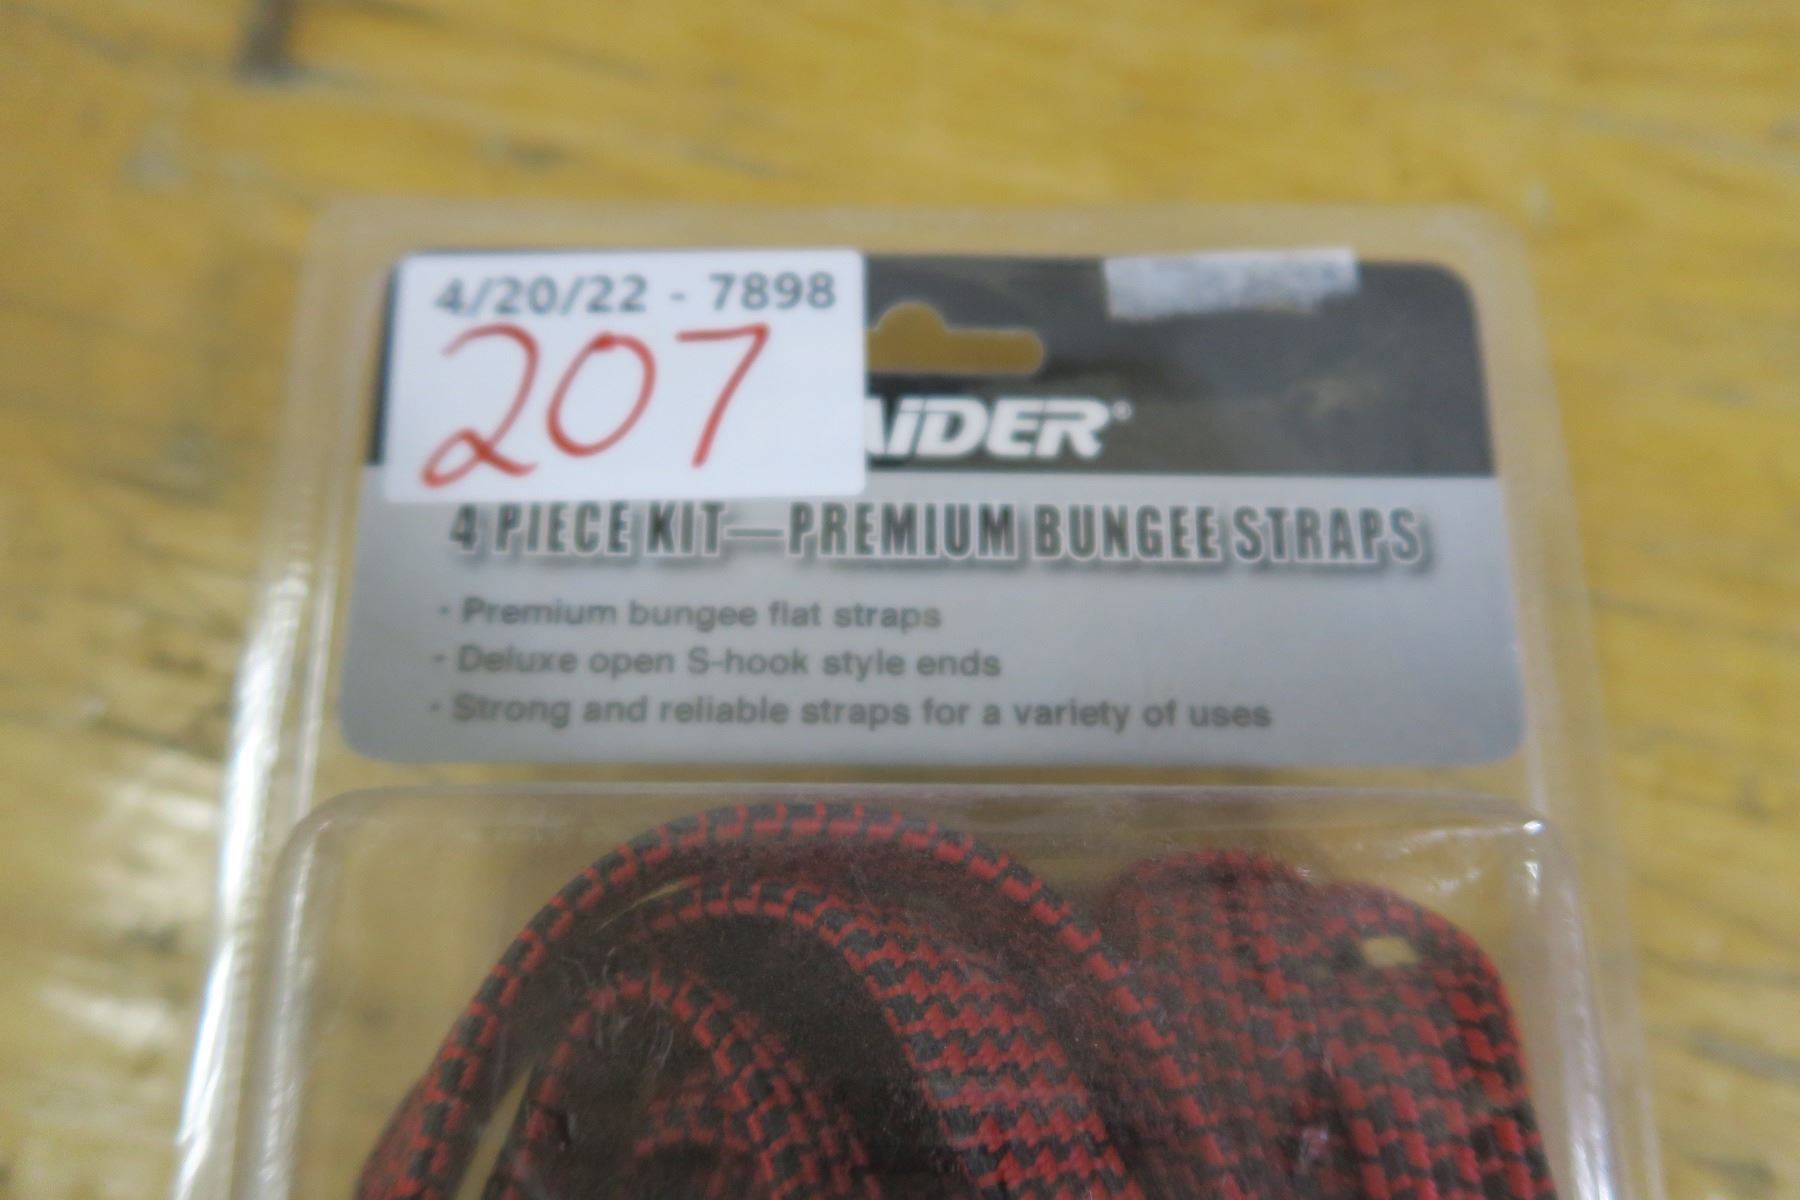 4/20/22 - 7898
207
AiDER®
4 PIECE KIT—PREMIUM BUNGEE STRAPS
- Premium bungee flat straps
- Deluxe open S-hook style ends
- Strong and reliable straps for a variety of uses